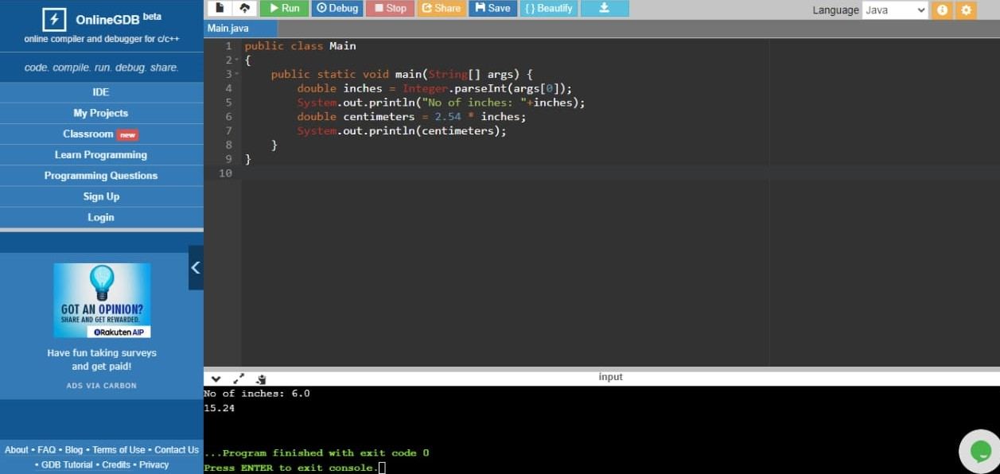 OnlineGDB beta
online compiler and debugger for c/c++
code. compile. run. debug. share.
IDE
My Projects
Classroom new
Learn Programming
Programming Questions
Sign Up
Login
GOT AN OPINION?
SHARE AND GET REWARDED.
Rakuten AIP
Have fun taking surveys
and get paid!
ADS VIA CARBON
About • FAQ • Blog • Terms of Use • Contact Us
• GDB Tutorial • Credits • Privacy
Run Debug Stop Share Save { } Beautify Language Java
Main.java
1 public class Main
2 {
3     public static void main(String[] args) {
4         double inches = Integer.parseInt(args[0]);
5         System.out.println("No of inches: "+inches);
6         double centimeters = 2.54 * inches;
7         System.out.println(centimeters);
8     }
9 }
10
input
No of inches: 6.0
15.24
...Program finished with exit code 0
Press ENTER to exit console.